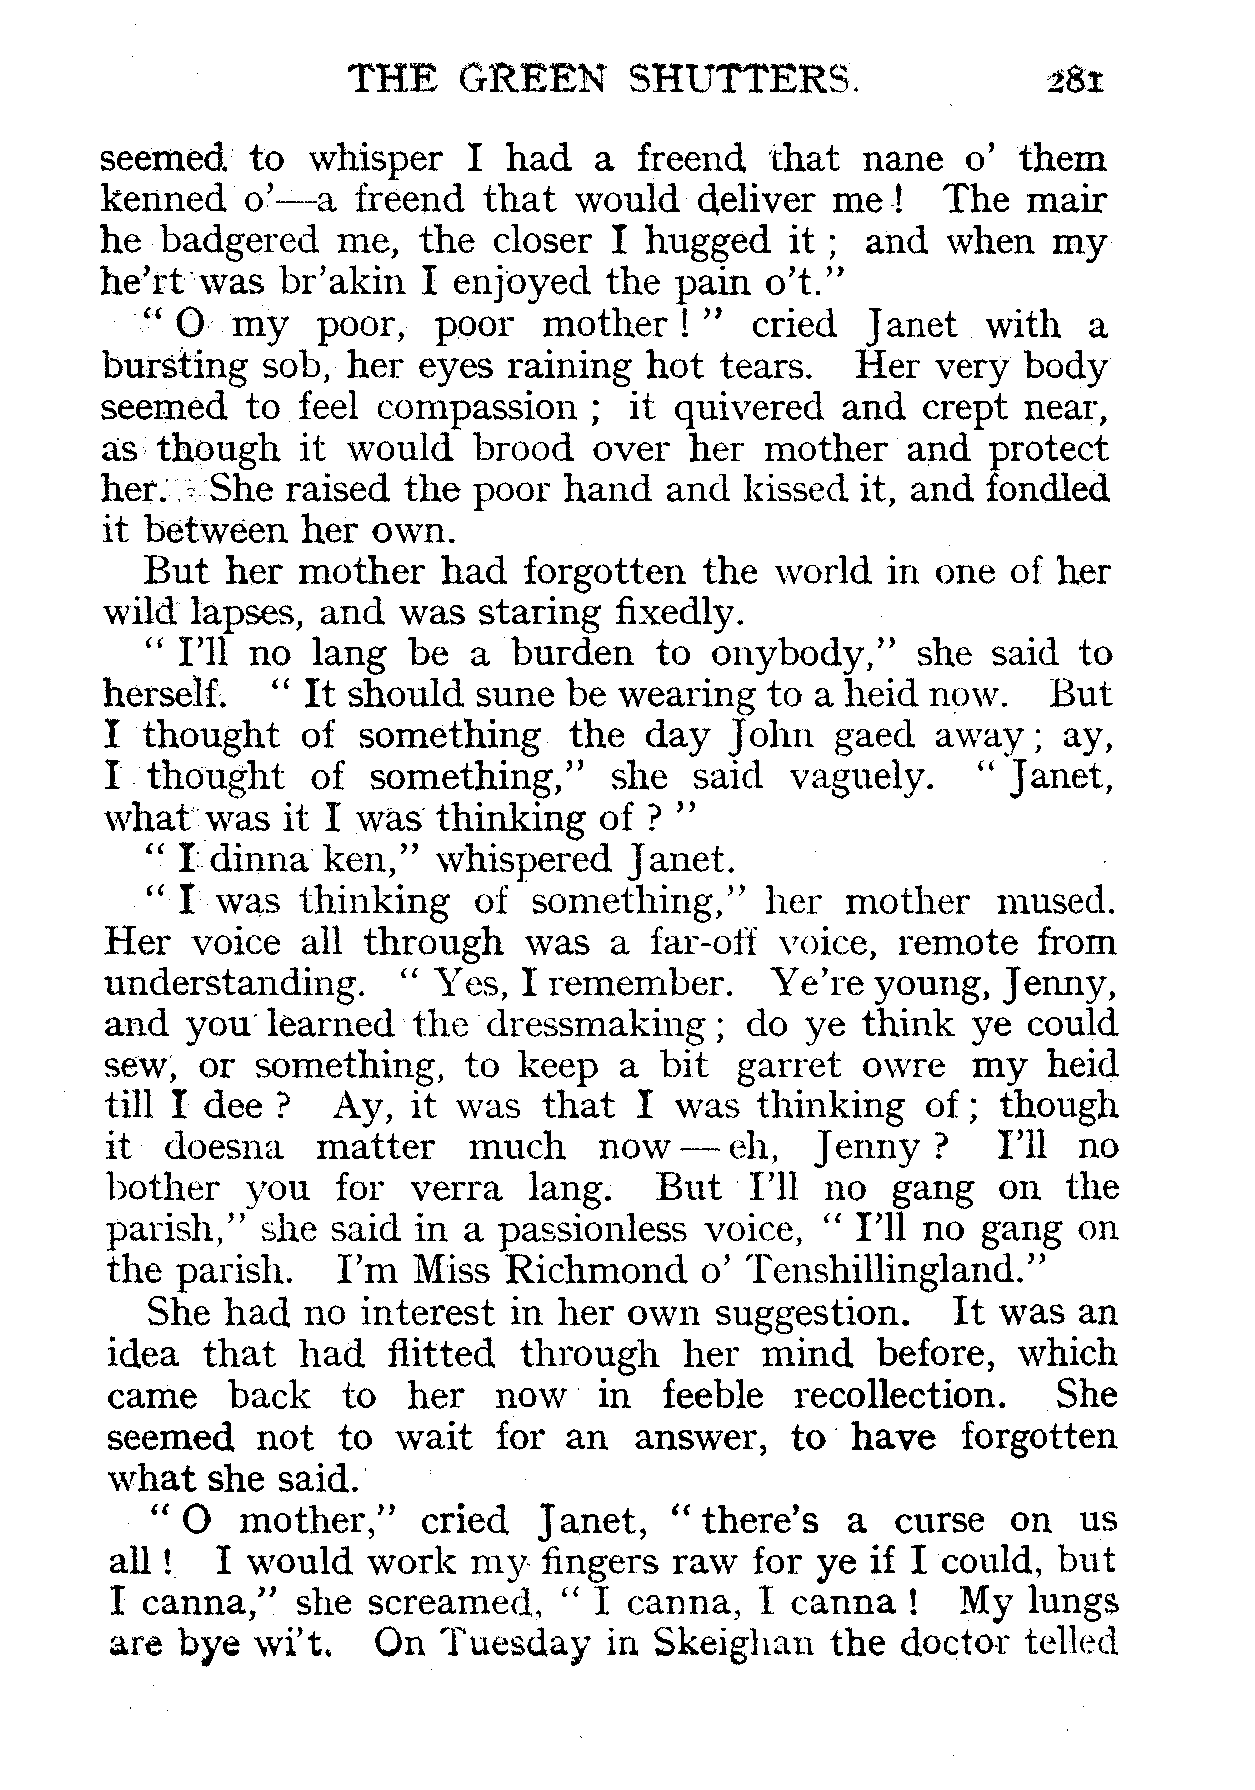 THE GREEN SHUTTERS. 281
seemed to whisper I had a freend that nane o' them
kenned o'—a freend that would deliver me! The mair
he badgered me, the closer I hugged it; and when my
he'rt was br'akin I enjoyed the pain o't."
"O my poor, poor mother!" cried Janet with a
bursting sob, her eyes raining hot tears. Her very body
seemed to feel compassion; it quivered and crept near,
as though it would brood over her mother and protect
her. She raised the poor hand and kissed it, and fondled
it between her own.
But her mother had forgotten the world in one of her
wild lapses, and was staring fixedly.
"I'll no lang be a burden to onybody," she said to
herself. "It should sune be wearing to a heid now. But
I thought of something the day John gaed away; ay,
I thought of something," she said vaguely. "Janet,
what was it I was thinking of?"
"I dinna ken," whispered Janet.
"I was thinking of something," her mother mused.
Her voice all through was a far-off voice, remote from
understanding. "Yes, I remember. Ye're young, Jenny,
and you learned the dressmaking; do ye think ye could
sew, or something, to keep a bit garret owre my heid
till I dee? Ay, it was that I was thinking of; though
it doesna matter much now—eh, Jenny? I'll no
bother you for verra lang. But I'll no gang on the
parish," she said in a passionless voice, "I'll no gang on
the parish. I'm Miss Richmond o' Tenshillingland."
She had no interest in her own suggestion. It was an
idea that had flitted through her mind before, which
came back to her now in feeble recollection. She
seemed not to wait for an answer, to have forgotten
what she said.
"O mother," cried Janet, "there's a curse on us
all! I would work my fingers raw for ye if I could, but
I canna," she screamed, "I canna, I canna! My lungs
are bye wi't. On Tuesday in Skeighan the doctor telled